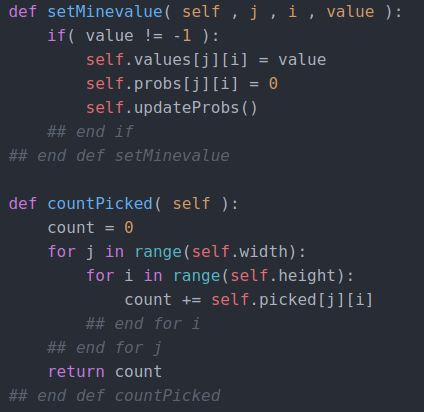 def setMinevalue( self , j , i , value ):
    if( value != -1 ):
        self.values[j][i] = value
        self.probs[j][i] = 0
        self.updateProbs()
    ## end if
## end def setMinevalue

def countPicked( self ):
    count = 0
    for j in range(self.width):
        for i in range(self.height):
            count += self.picked[j][i]
        ## end for i
    ## end for j
    return count
## end def countPicked